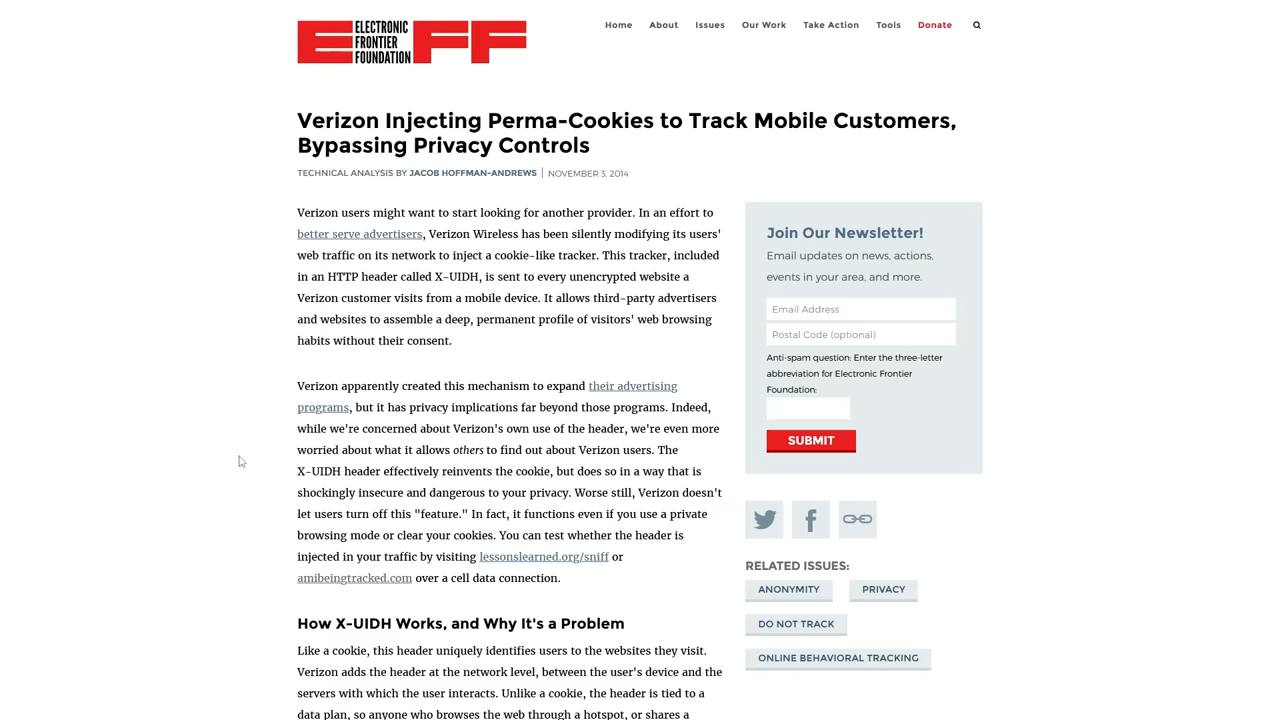 ELECTRONIC
FRONTIER
FOUNDATION
EFF
Home About Issues Our Work Take Action Tools Donate
Verizon Injecting Perma-Cookies to Track Mobile Customers,
Bypassing Privacy Controls
TECHNICAL ANALYSIS BY JACOB HOFFMAN-ANDREWS | NOVEMBER 3, 2014
Verizon users might want to start looking for another provider. In an effort to
better serve advertisers, Verizon Wireless has been silently modifying its users'
web traffic on its network to inject a cookie-like tracker. This tracker, included
in an HTTP header called X-UIDH, is sent to every unencrypted website a
Verizon customer visits from a mobile device. It allows third-party advertisers
and websites to assemble a deep, permanent profile of visitors' web browsing
habits without their consent.
Verizon apparently created this mechanism to expand their advertising
programs, but it has privacy implications far beyond those programs. Indeed,
while we're concerned about Verizon's own use of the header, we're even more
worried about what it allows others to find out about Verizon users. The
X-UIDH header effectively reinvents the cookie, but does so in a way that is
shockingly insecure and dangerous to your privacy. Worse still, Verizon doesn't
let users turn off this "feature." In fact, it functions even if you use a private
browsing mode or clear your cookies. You can test whether the header is
injected in your traffic by visiting lessonslearned.org/sniff or
amibeingtracked.com over a cell data connection.
How X-UIDH Works, and Why It's a Problem
Like a cookie, this header uniquely identifies users to the websites they visit.
Verizon adds the header at the network level, between the user's device and the
servers with which the user interacts. Unlike a cookie, the header is tied to a
data plan, so anyone who browses the web through a hotspot, or shares a
Join Our Newsletter!
Email updates on news, actions,
events in your area, and more.
Email Address
Postal Code (optional)
Anti-spam question: Enter the three-letter
abbreviation for Electronic Frontier
Foundation:
SUBMIT
RELATED ISSUES:
ANONYMITY PRIVACY
DO NOT TRACK
ONLINE BEHAVIORAL TRACKING